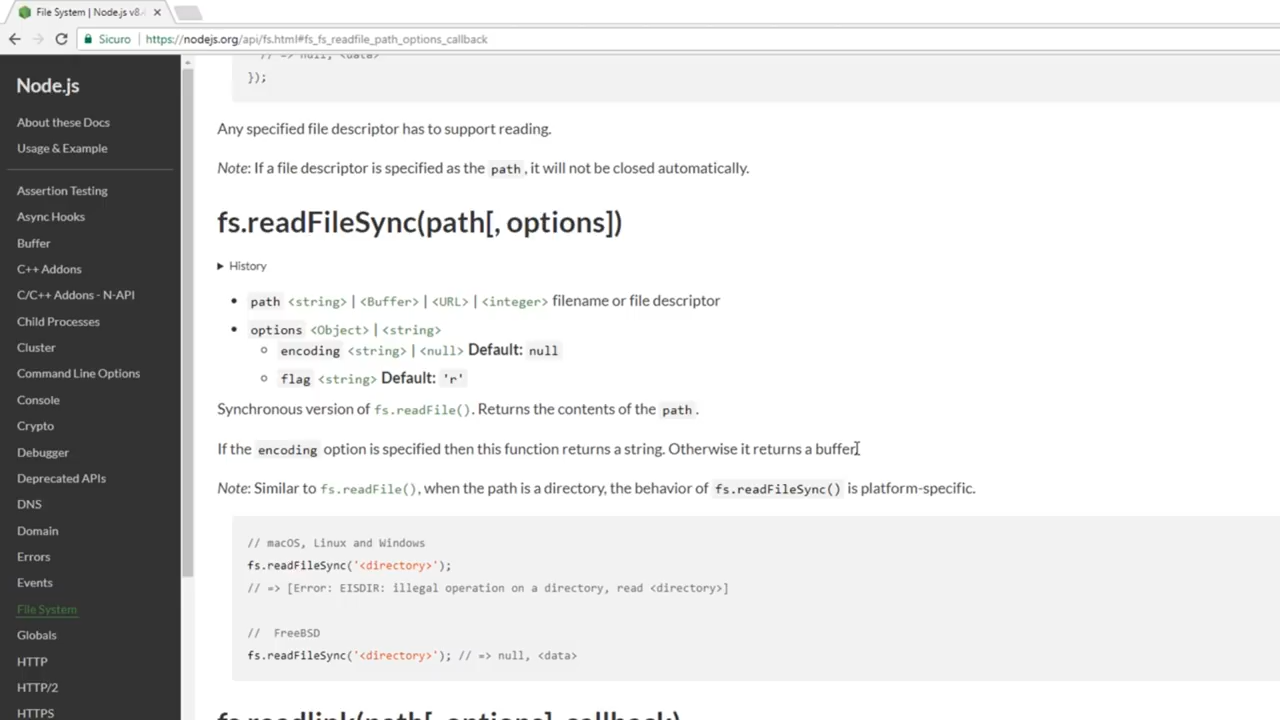 File System | Node.js v8.
Sicuro
https://nodejs.org/api/fs.html#fs_fs_readfile_path_options_callback
Node.js
About these Docs
Usage & Example
Assertion Testing
Async Hooks
Buffer
C++ Addons
C/C++ Addons - N-API
Child Processes
Cluster
Command Line Options
Console
Crypto
Debugger
Deprecated APIs
DNS
Domain
Errors
Events
File System
Globals
HTTP
HTTP/2
HTTPS
// => null, <data>
});
Any specified file descriptor has to support reading.
Note: If a file descriptor is specified as the path, it will not be closed automatically.
fs.readFileSync(path[, options])
History
path <string> | <Buffer> | <URL> | <integer> filename or file descriptor
options <Object> | <string>
encoding <string> | <null> Default: null
flag <string> Default: 'r'
Synchronous version of fs.readFile(). Returns the contents of the path.
If the encoding option is specified then this function returns a string. Otherwise it returns a buffer.
Note: Similar to fs.readFile(), when the path is a directory, the behavior of fs.readFileSync() is platform-specific.
// macOS, Linux and Windows
fs.readFileSync('<directory>');
// => [Error: EISDIR: illegal operation on a directory, read <directory>]
//  FreeBSD
fs.readFileSync('<directory>'); // => null, <data>
fs.readlink(path[, options], callback)